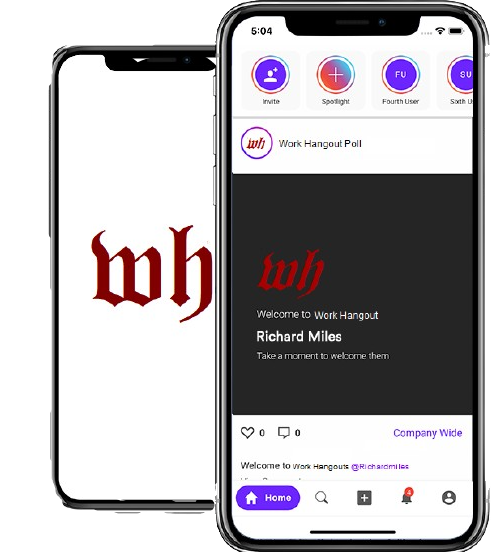 wh
5:04
FU
SU
Invite
Spotlight
Fourth User
Sixth U
wh
Work Hangout Poll
wh
Welcome to Work Hangout
Richard Miles
Take a moment to welcome them
0
0
Company Wide
Welcome to Work Hangouts @Richardmiles
Home
4